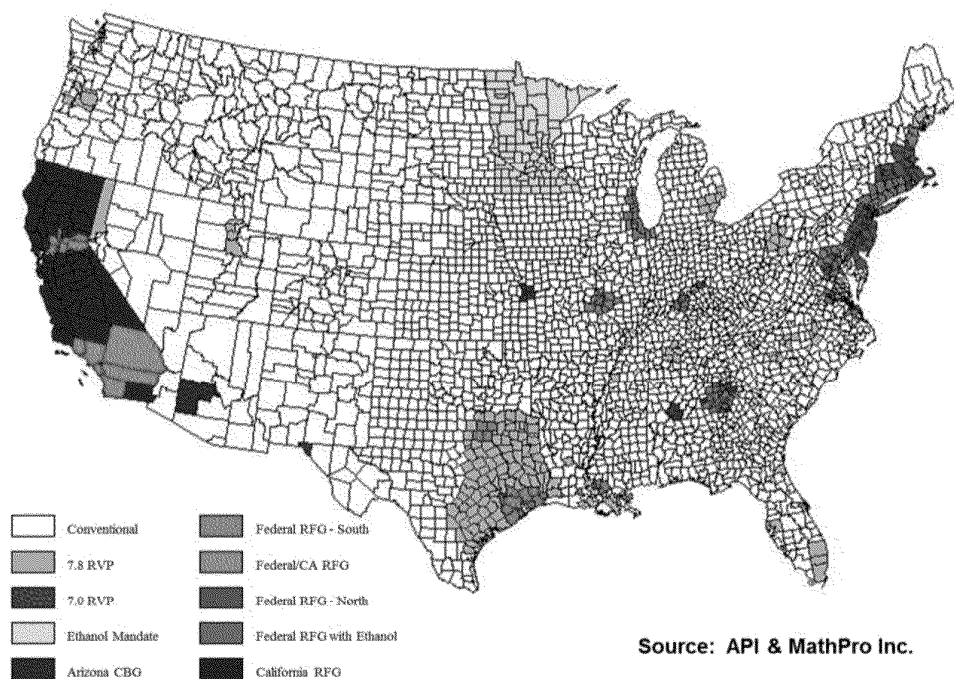 Conventional
7.8 RVP
7.0 RVP
Ethanol Mandate
Arizona CBG
Federal RFG - South
Federal/CA RFG
Federal RFG - North
Federal RFG with Ethanol
California RFG
Source: API & MathPro Inc.